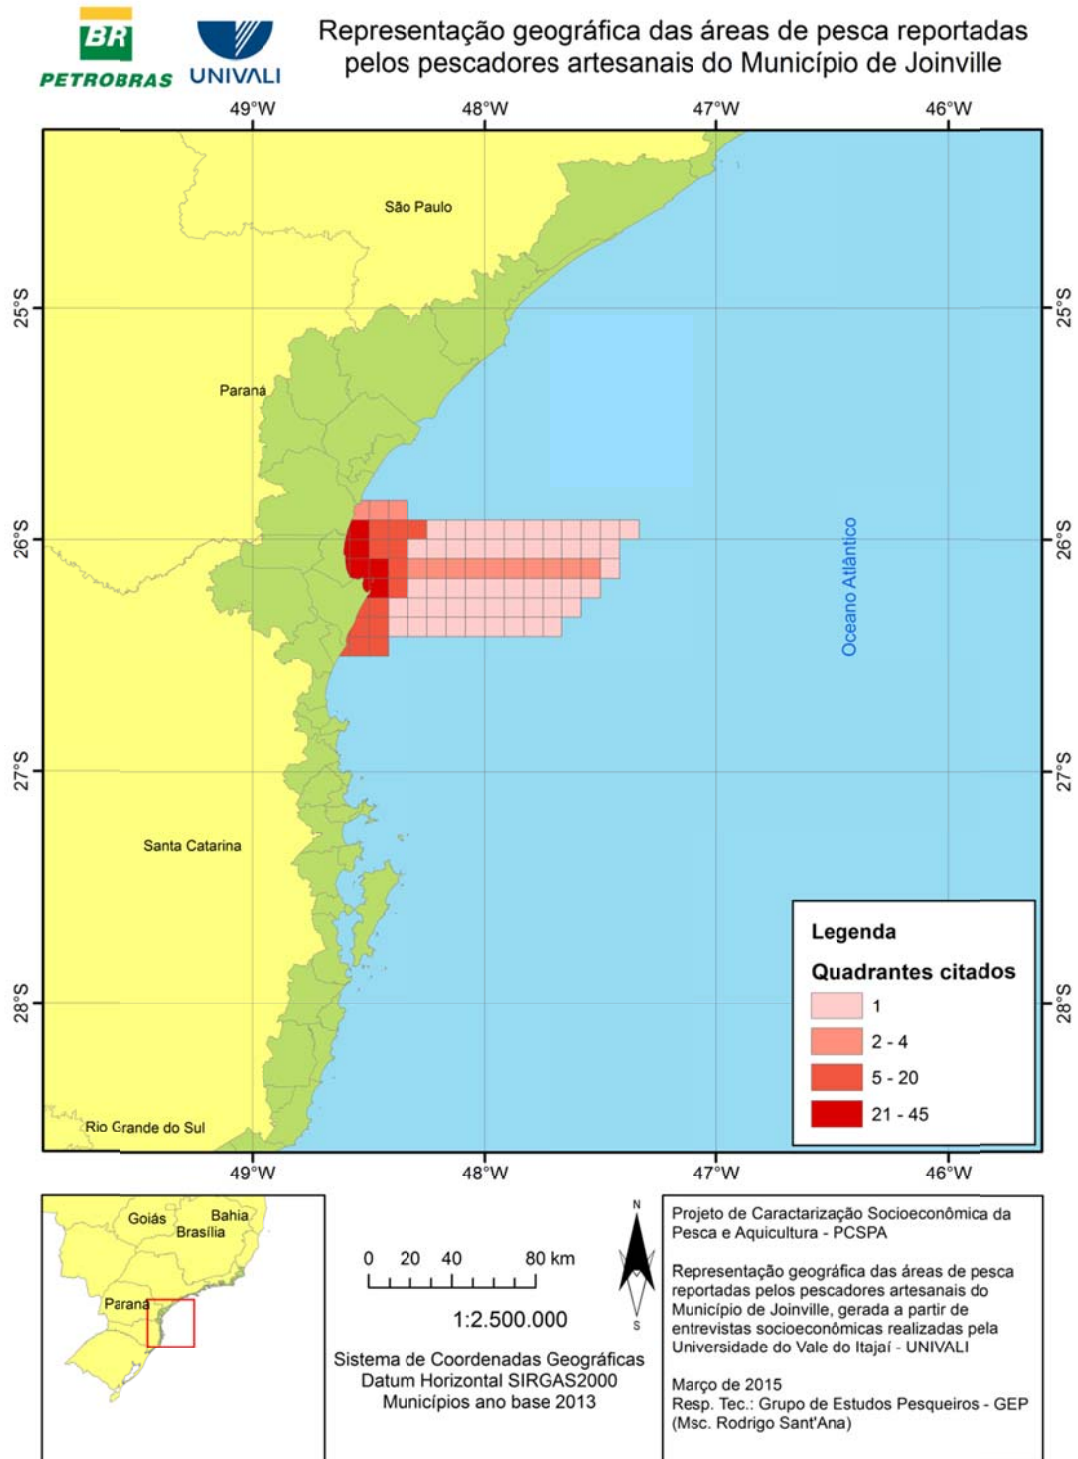 BR
PETROBRAS
UNIVALI
Representação geográfica das áreas de pesca reportadas
pelos pescadores artesanais do Município de Joinville
49°W 48°W 47°W 46°W
São Paulo
25°S 25°S
Paraná
26°S 26°S
Oceano Atlântico
27°S 27°S
Santa Catarina
Legenda
Quadrantes citados
1
2 - 4
5 - 20
21 - 45
28°S 28°S
Rio Grande do Sul
49°W 48°W 47°W 46°W
Goiás
Bahia
Brasília
Paraná
0 20 40 80 km
1:2.500.000
N
S
Sistema de Coordenadas Geográficas
Datum Horizontal SIRGAS2000
Municípios ano base 2013
Projeto de Caractarização Socioeconômica da
Pesca e Aquicultura - PCSPA
Representação geográfica das áreas de pesca
reportadas pelos pescadores artesanais do
Município de Joinville, gerada a partir de
entrevistas socioeconômicas realizadas pela
Universidade do Vale do Itajaí - UNIVALI
Março de 2015
Resp. Tec.: Grupo de Estudos Pesqueiros - GEP
(Msc. Rodrigo Sant'Ana)